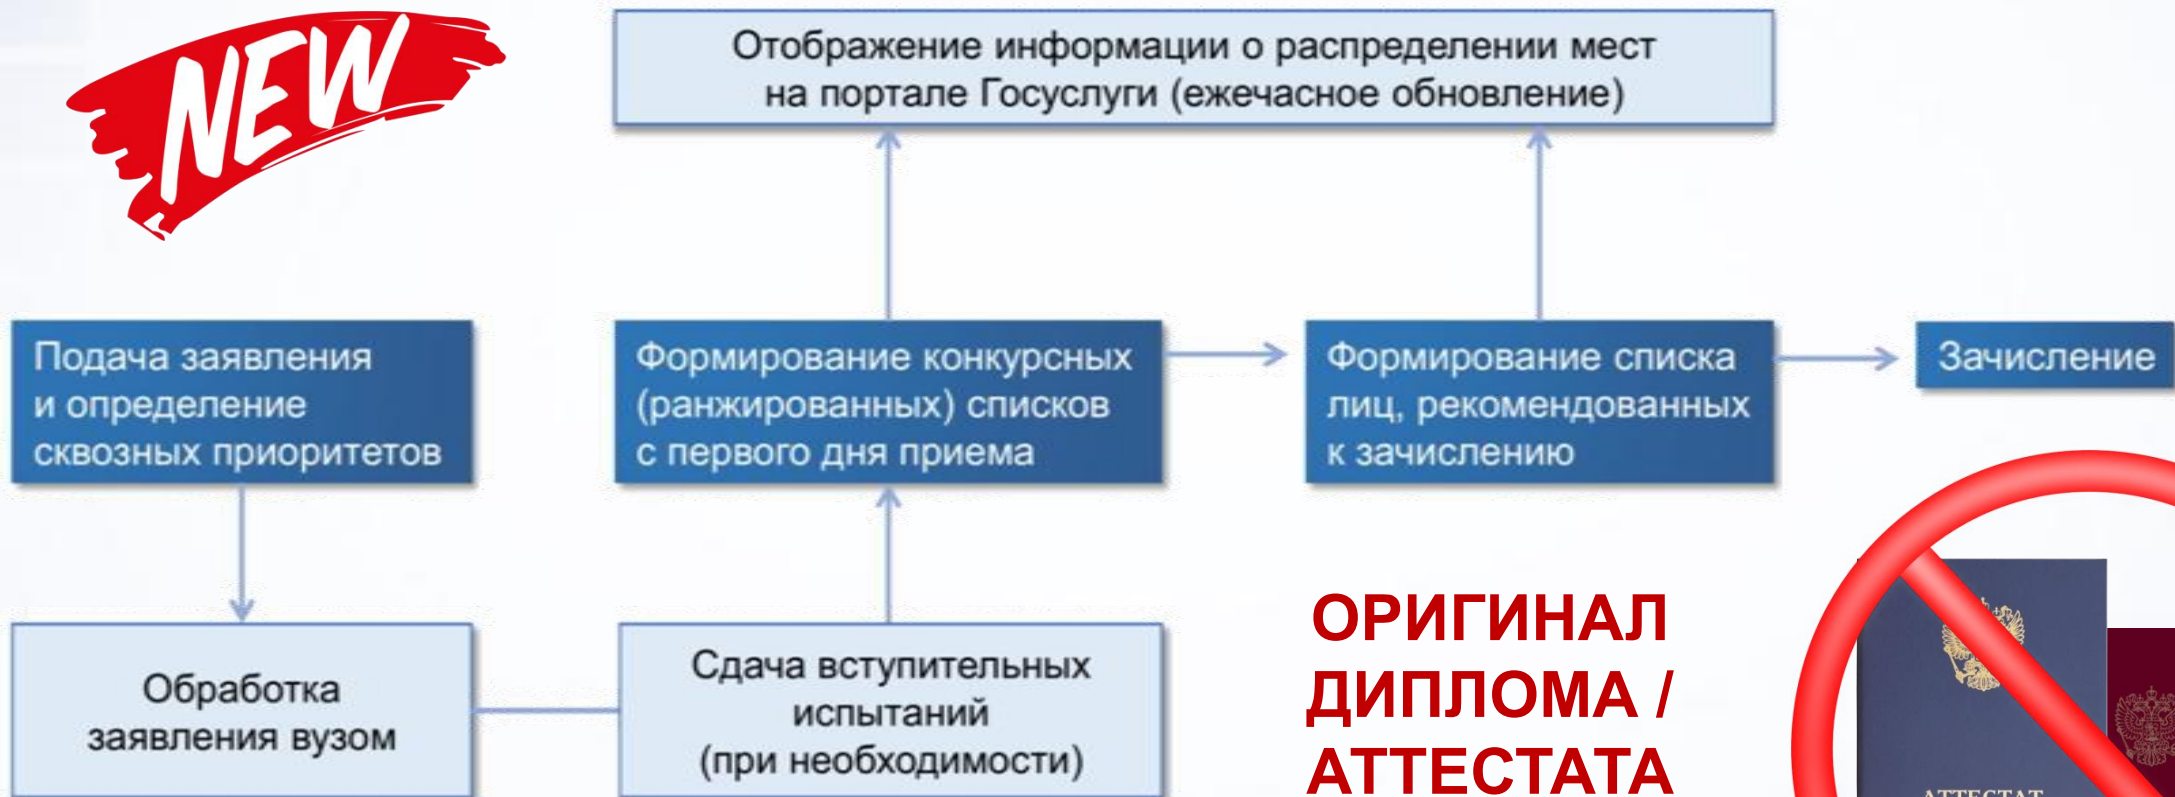 NEW
Отображение информации о распределении мест
на портале Госуслуги (ежечасное обновление)
Подача заявления
и определение
сквозных приоритетов
Формирование конкурсных
(ранжированных) списков
с первого дня приема
Формирование списка
лиц, рекомендованных
к зачислению
Зачисление
Обработка
заявления вузом
Сдача вступительных
испытаний
(при необходимости)
ОРИГИНАЛ
ДИПЛОМА /
АТТЕСТАТА
АТТЕСТАТ